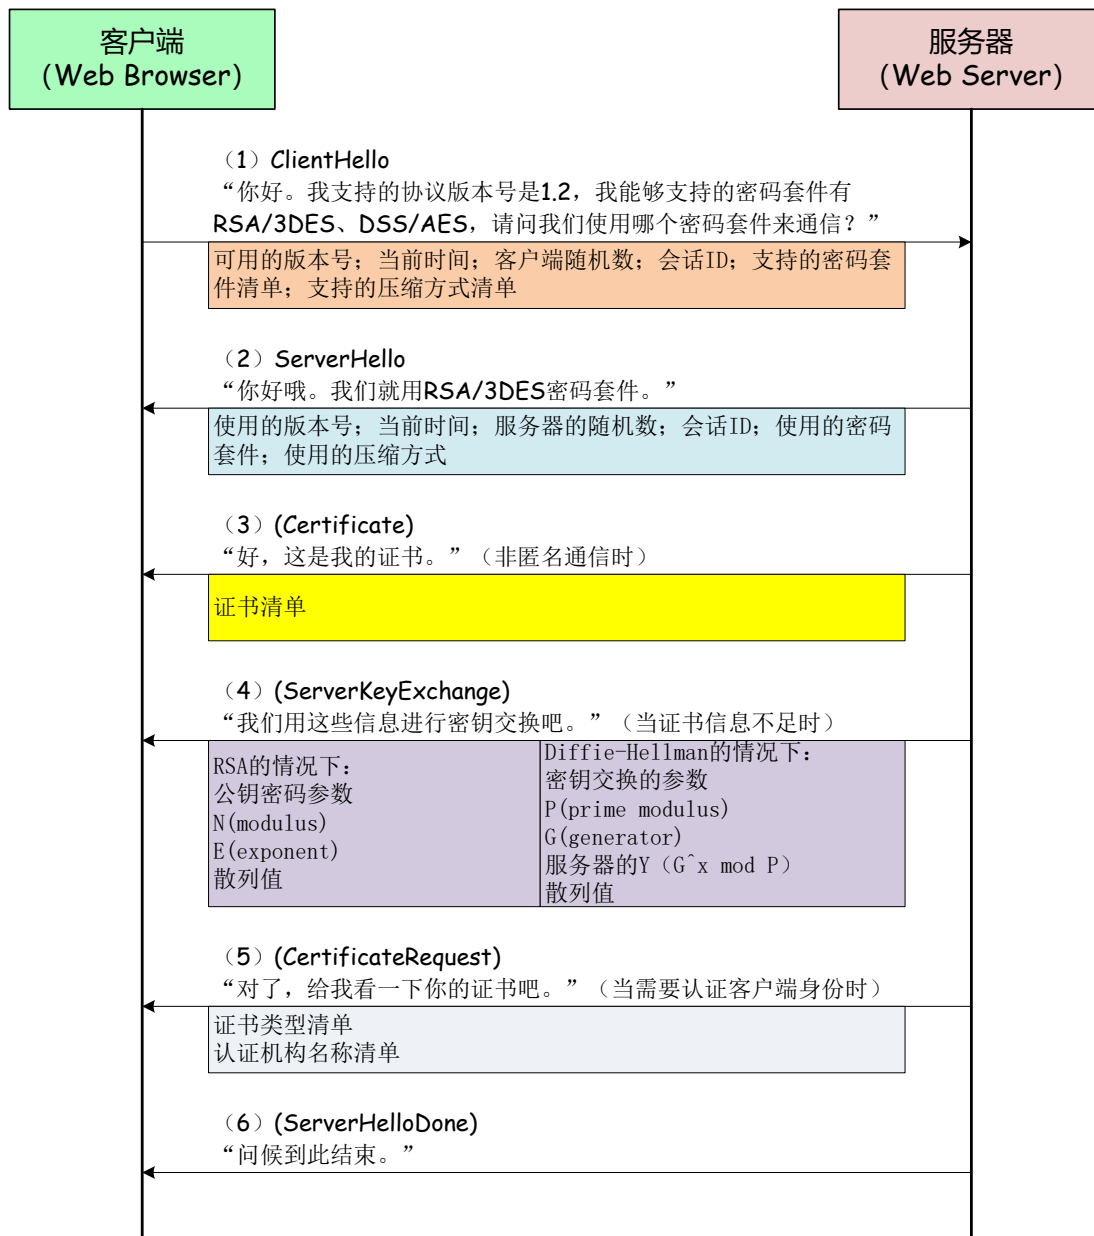 客户端
(Web Browser)
服务器
(Web Server)
（1）ClientHello
“你好。我支持的协议版本号是1.2，我能够支持的密码套件有
RSA/3DES、DSS/AES，请问我们使用哪个密码套件来通信？”
可用的版本号；当前时间；客户端随机数；会话ID；支持的密码套
件清单；支持的压缩方式清单
（2）ServerHello
“你好哦。我们就用RSA/3DES密码套件。”
使用的版本号；当前时间；服务器的随机数；会话ID；使用的密码
套件；使用的压缩方式
（3）(Certificate)
“好，这是我的证书。”（非匿名通信时）
证书清单
（4）(ServerKeyExchange)
“我们用这些信息进行密钥交换吧。”（当证书信息不足时）
RSA的情况下：
公钥密码参数
N(modulus)
E(exponent)
散列值
Diffie-Hellman的情况下：
密钥交换的参数
P(prime modulus)
G(generator)
服务器的Y（G^x mod P）
散列值
（5）(CertificateRequest)
“对了，给我看一下你的证书吧。”（当需要认证客户端身份时）
证书类型清单
认证机构名称清单
（6）(ServerHelloDone)
“问候到此结束。”